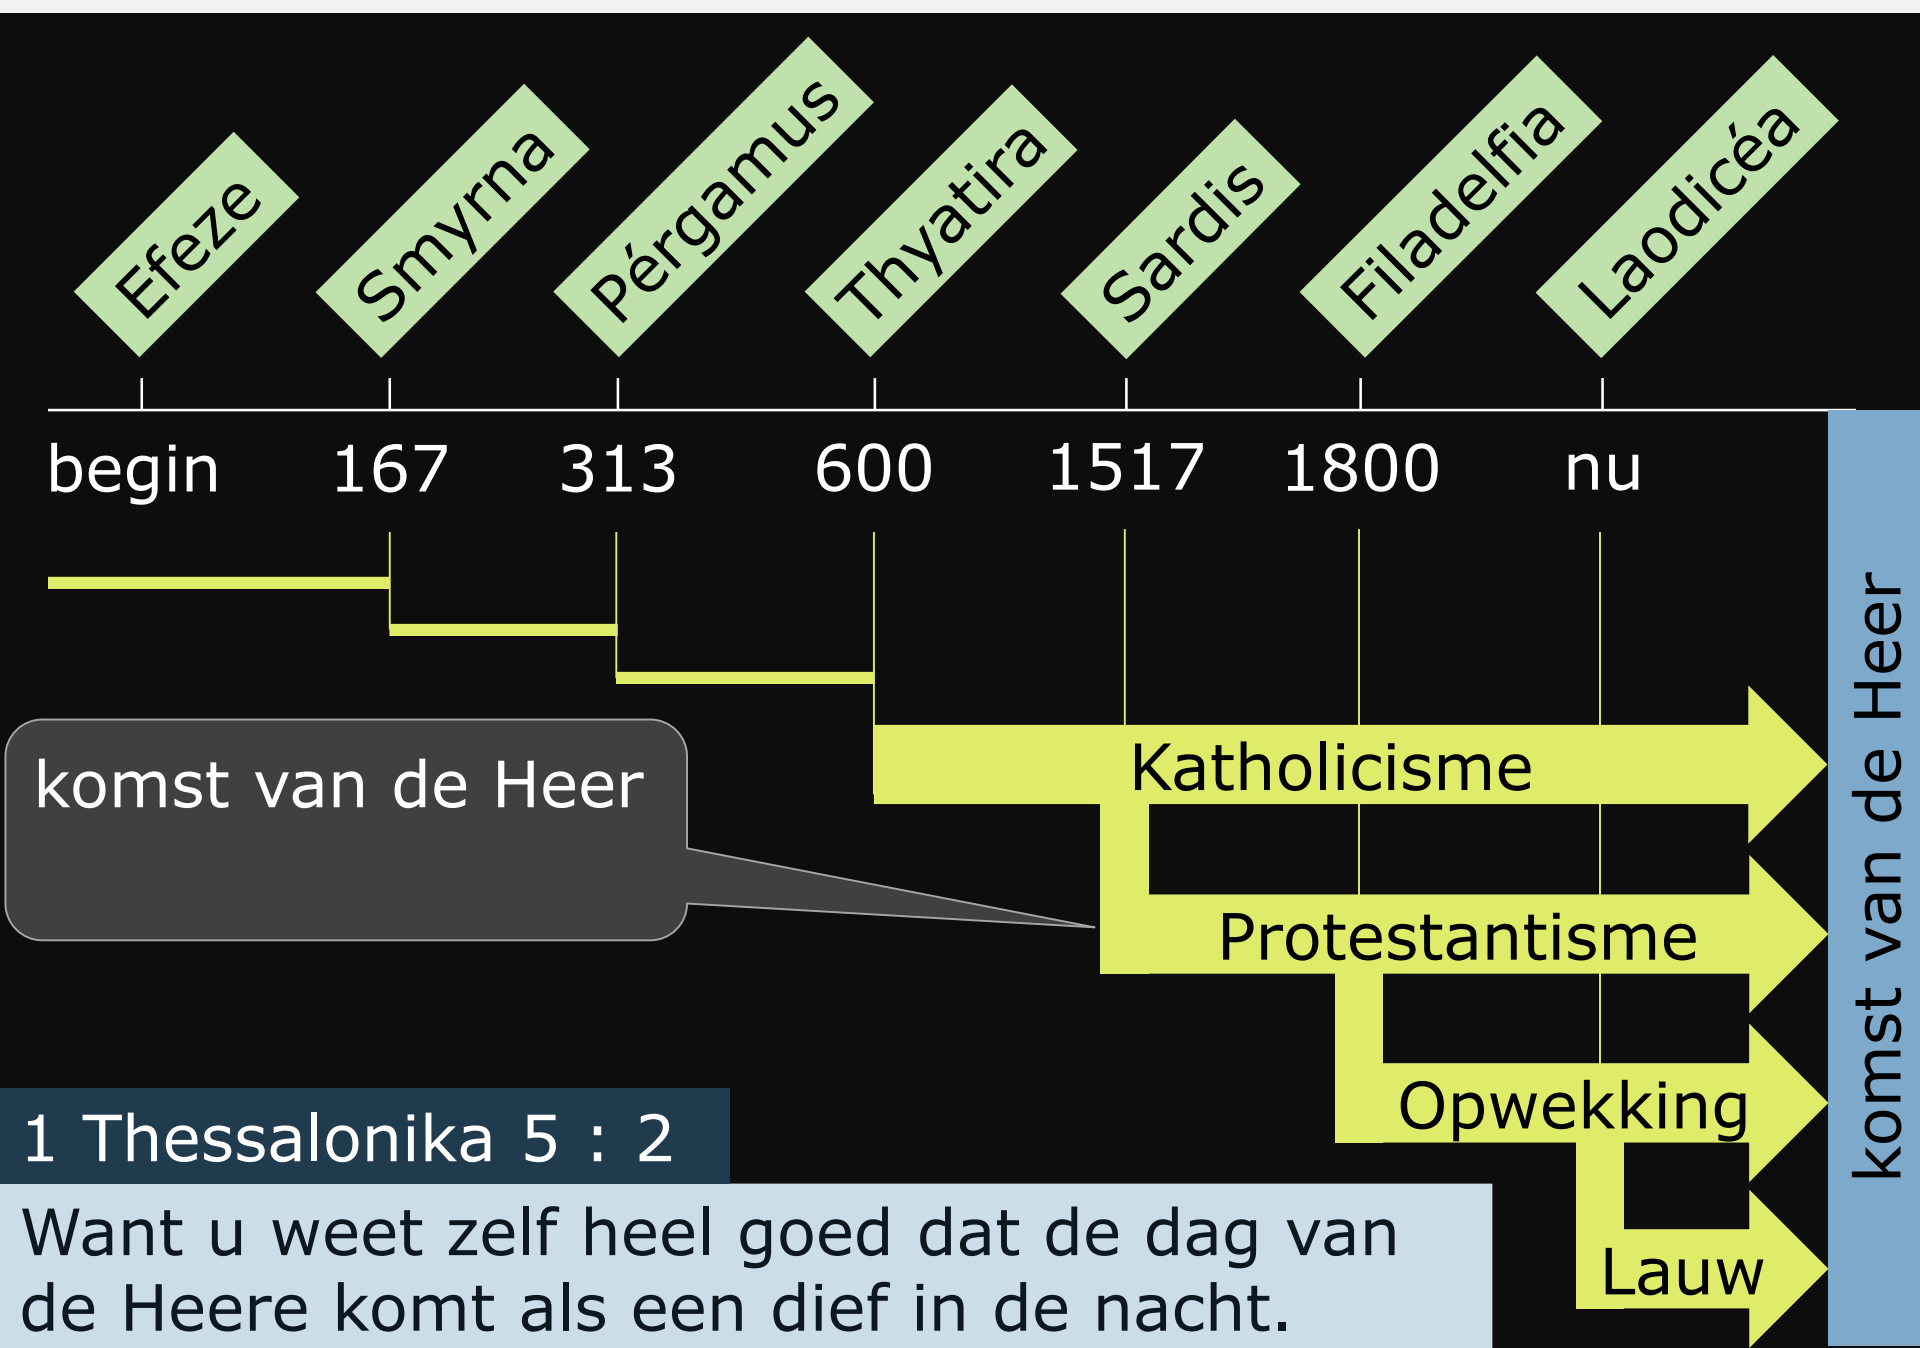 Efeze
Smyrna
Pérgamus
Thyatira
Sardis
Filadelfia
Laodicéa
begin
167
313
600
1517
1800
nu
komst van de Heer
Katholicisme
Protestantisme
Opwekking
Lauw
komst van de Heer
1 Thessalonika 5 : 2
Want u weet zelf heel goed dat de dag van
de Heere komt als een dief in de nacht.